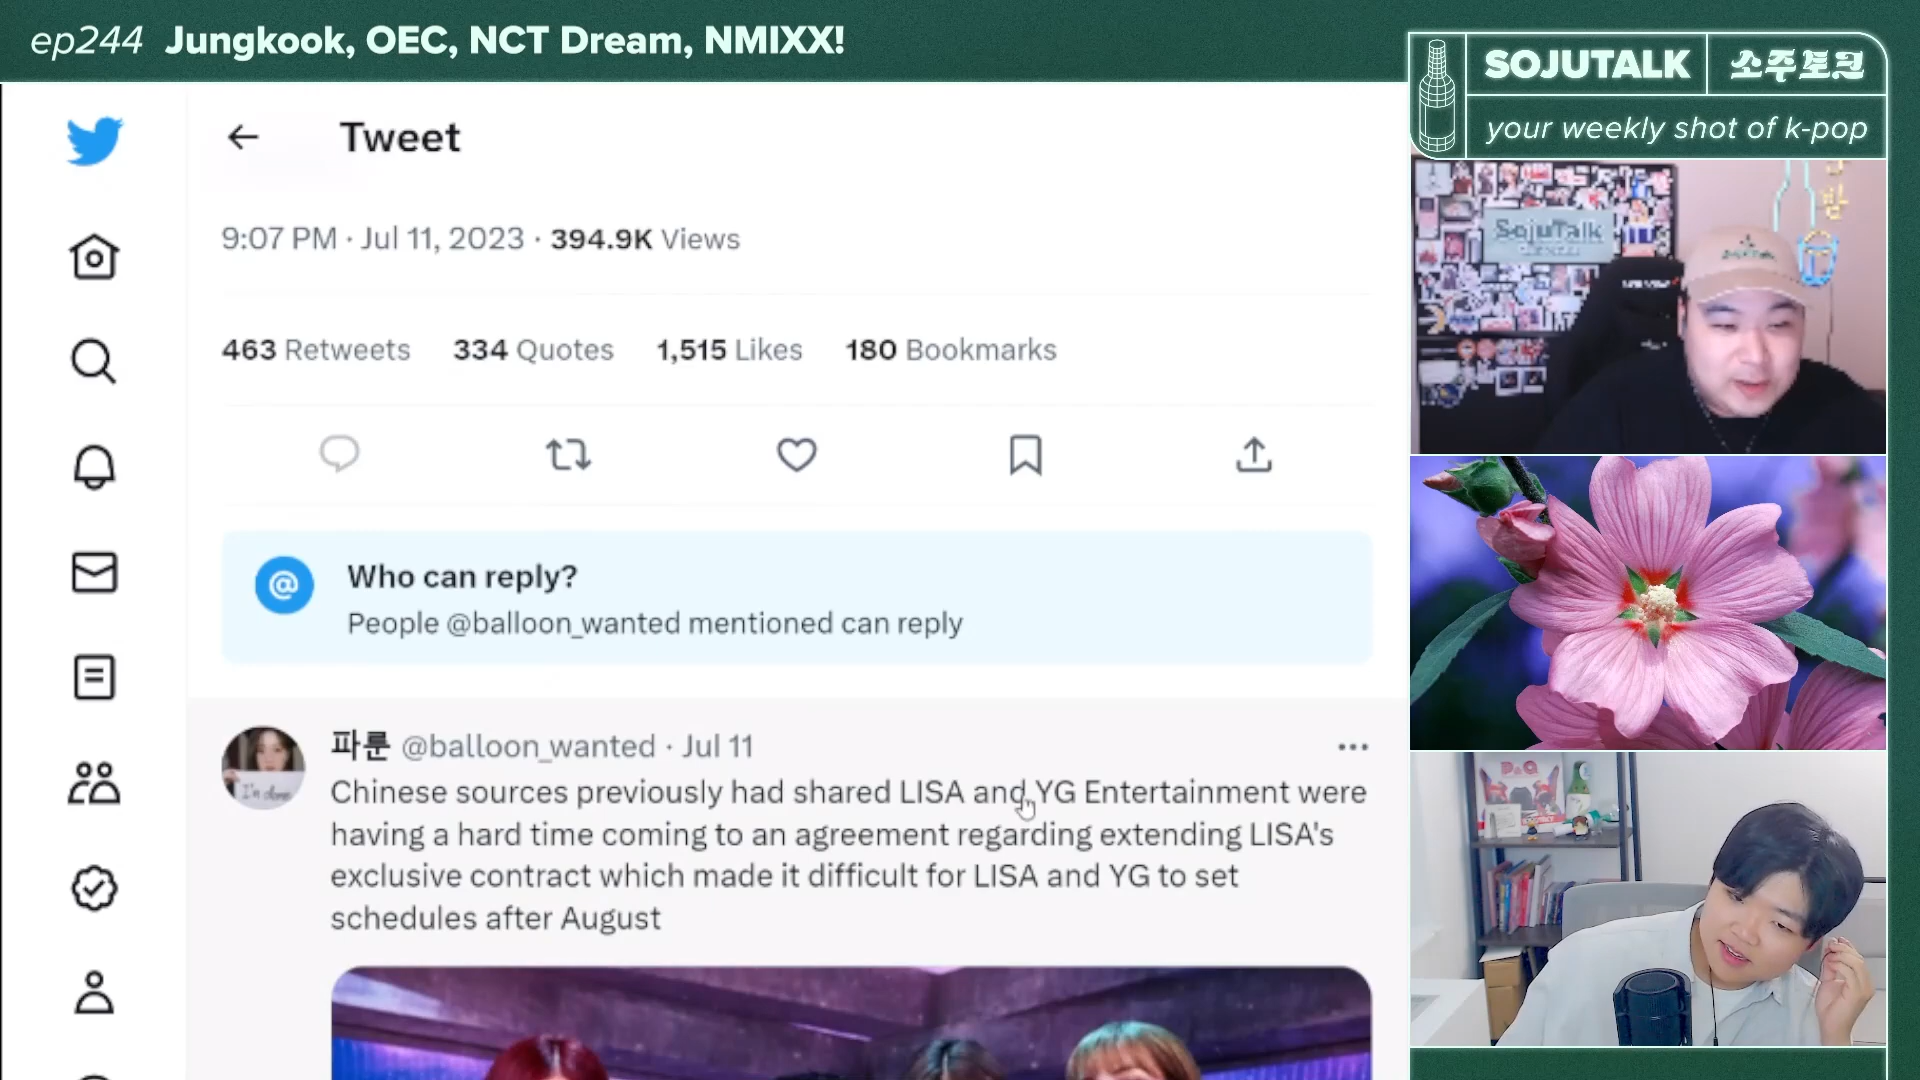 ep244 Jungkook, OEC, NCT Dream, NMIXX!
SOJUTALK 소주토크
your weekly shot of k-pop
Tweet
9:07 PM · Jul 11, 2023 · 394.9K Views
463 Retweets 334 Quotes 1,515 Likes 180 Bookmarks
@
Who can reply?
People @balloon_wanted mentioned can reply
파룬 @balloon_wanted · Jul 11
Chinese sources previously had shared LISA and YG Entertainment were
having a hard time coming to an agreement regarding extending LISA's
exclusive contract which made it difficult for LISA and YG to set
schedules after August
I'm done
SojuTalk
D&Q